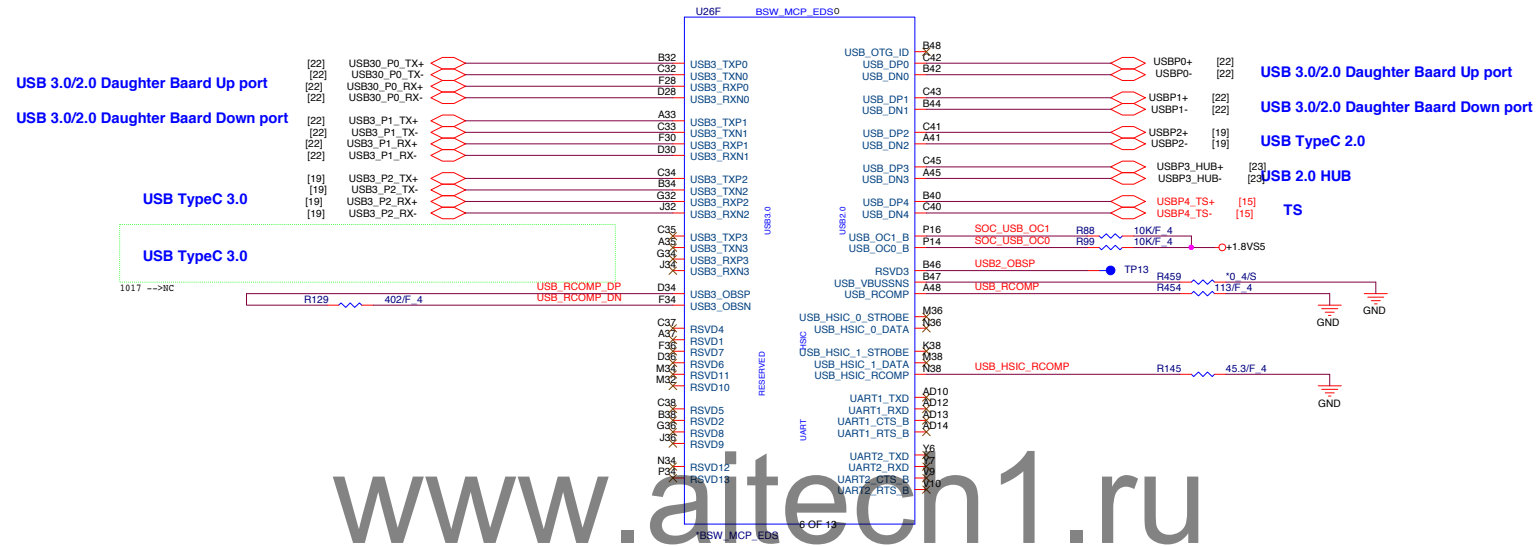 U26F BSW_MCP_EDS0
USB 3.0/2.0 Daughter Baard Up port
USB 3.0/2.0 Daughter Baard Down port
USB TypeC 3.0
USB TypeC 3.0
1017 -->NC
[22] USB30_P0_TX+ B32 USB3_TXP0
[22] USB30_P0_TX- C32 USB3_TXN0
[22] USB30_P0_RX+ F28 USB3_RXP0
[22] USB30_P0_RX- D28 USB3_RXN0
[22] USB3_P1_TX+ A33 USB3_TXP1
[22] USB3_P1_TX- C33 USB3_TXN1
[22] USB3_P1_RX+ F30 USB3_RXP1
[22] USB3_P1_RX- D30 USB3_RXN1
[19] USB3_P2_TX+ C34 USB3_TXP2
[19] USB3_P2_TX- B34 USB3_TXN2
[19] USB3_P2_RX+ G32 USB3_RXP2
[19] USB3_P2_RX- J32 USB3_RXN2
C35 USB3_TXP3
A35 USB3_TXN3
G34 USB3_RXP3
J34 USB3_RXN3
USB_RCOMP_DP D34 USB3_OBSP
R129 402/F_4 USB_RCOMP_DN F34 USB3_OBSN
C37 RSVD4
A37 RSVD1
F36 RSVD7
D36 RSVD6
M34 RSVD11
M32 RSVD10
C38 RSVD5
B38 RSVD2
G36 RSVD8
J36 RSVD9
N34 RSVD12
P34 RSVD13
USB3.0
RESERVED
USB2.0
HSIC
UART
USB_OTG_ID B48
USB_DP0 C42 USBP0+ [22]
USB_DN0 B42 USBP0- [22]
USB 3.0/2.0 Daughter Baard Up port
USB_DP1 C43 USBP1+ [22]
USB_DN1 B44 USBP1- [22]
USB 3.0/2.0 Daughter Baard Down port
USB_DP2 C41 USBP2+ [19]
USB_DN2 A41 USBP2- [19]
USB TypeC 2.0
USB_DP3 C45 USBP3_HUB+ [23]
USB_DN3 A45 USBP3_HUB- [23]
USB 2.0 HUB
USB_DP4 B40 USBP4_TS+ [15]
USB_DN4 C40 USBP4_TS- [15]
TS
USB_OC1_B P16 SOC_USB_OC1 R88 10K/F_4
USB_OC0_B P14 SOC_USB_OC0 R99 10K/F_4 +1.8VS5
RSVD3 B46 USB2_OBSP TP13
USB_VBUSSNS B47 R459 *0_4/S
USB_RCOMP A48 USB_RCOMP R454 113/F_4
GND
GND
USB_HSIC_0_STROBE M36
USB_HSIC_0_DATA N36
USB_HSIC_1_STROBE K38
USB_HSIC_1_DATA M38
USB_HSIC_RCOMP N38 USB_HSIC_RCOMP R145 45.3/F_4
GND
UART1_TXD AD10
UART1_RXD AD12
UART1_CTS_B AD13
UART1_RTS_B AD14
UART2_TXD Y6
UART2_RXD Y7
UART2_CTS_B V9
UART2_RTS_B V10
6 OF 13
*BSW_MCP_EDS
www.aitech1.ru